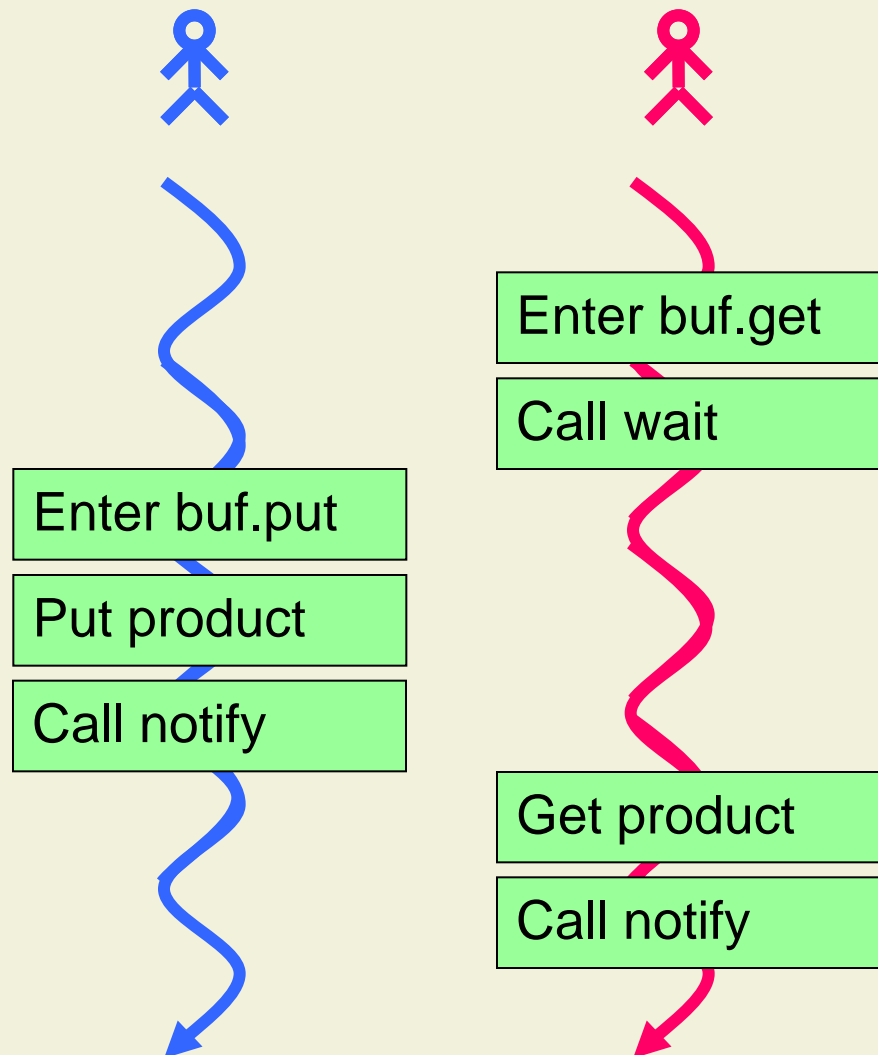 Enter buf.get
Call wait
Enter buf.put
Put product
Call notify
Get product
Call notify